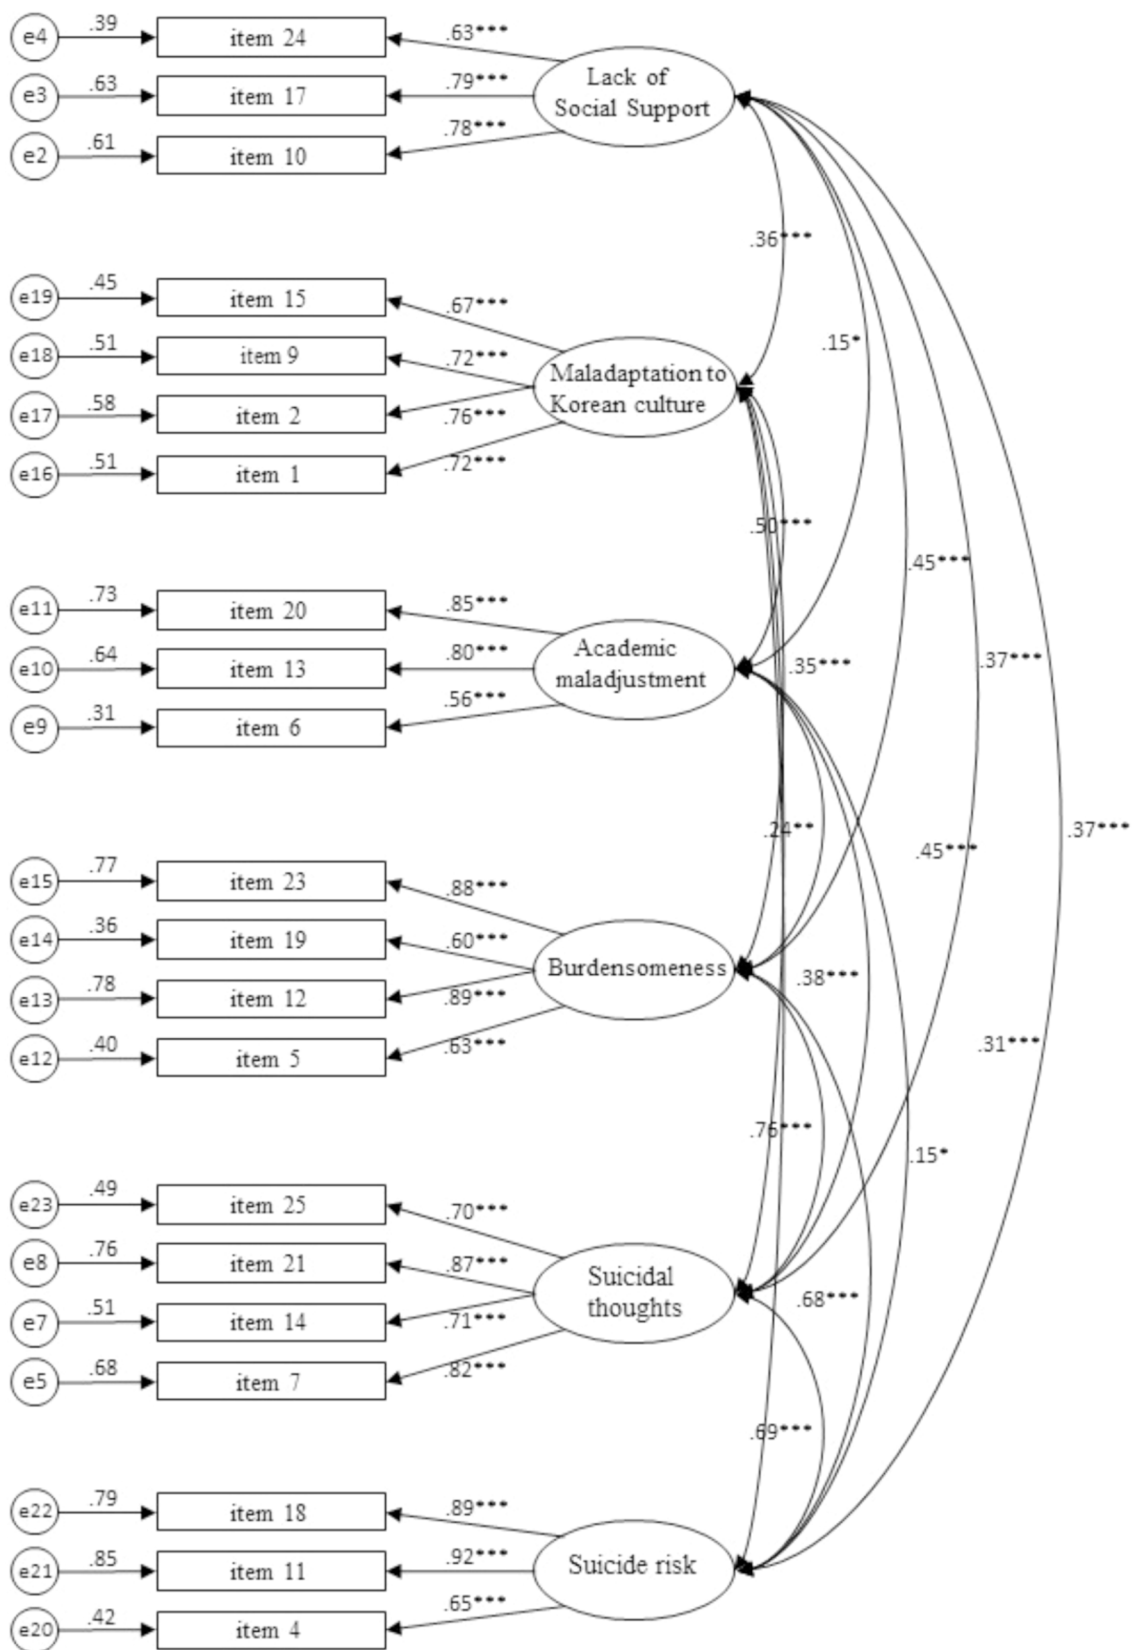 e4 .39 item 24 .63***
e3 .63 item 17 .79***
e2 .61 item 10 .78***
Lack of
Social Support
.36***
e19 .45 item 15 .67***
e18 .51 item 9 .72***
e17 .58 item 2 .76***
e16 .51 item 1 .72***
Maladaptation to
Korean culture
.15*
.50***
.45***
e11 .73 item 20 .85***
e10 .64 item 13 .80***
e9 .31 item 6 .56***
Academic
maladjustment
.35***
.37***
.24**
.45***
.37***
e15 .77 item 23 .88***
e14 .36 item 19 .60***
e13 .78 item 12 .89***
e12 .40 item 5 .63***
Burdensomeness
.38***
.31***
.76***
.15*
e23 .49 item 25 .70***
e8 .76 item 21 .87***
e7 .51 item 14 .71***
e5 .68 item 7 .82***
Suicidal
thoughts
.68***
.69***
e22 .79 item 18 .89***
e21 .85 item 11 .92***
e20 .42 item 4 .65***
Suicide risk